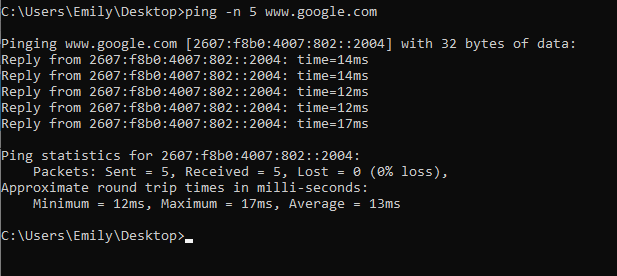 C:\Users\Emily\Desktop>ping -n 5 www.google.com
Pinging www.google.com [2607:f8b0:4007:802::2004] with 32 bytes of data:
Reply from 2607:f8b0:4007:802::2004: time=14ms
Reply from 2607:f8b0:4007:802::2004: time=14ms
Reply from 2607:f8b0:4007:802::2004: time=12ms
Reply from 2607:f8b0:4007:802::2004: time=12ms
Reply from 2607:f8b0:4007:802::2004: time=17ms
Ping statistics for 2607:f8b0:4007:802::2004:
    Packets: Sent = 5, Received = 5, Lost = 0 (0% loss),
Approximate round trip times in milli-seconds:
    Minimum = 12ms, Maximum = 17ms, Average = 13ms
C:\Users\Emily\Desktop>